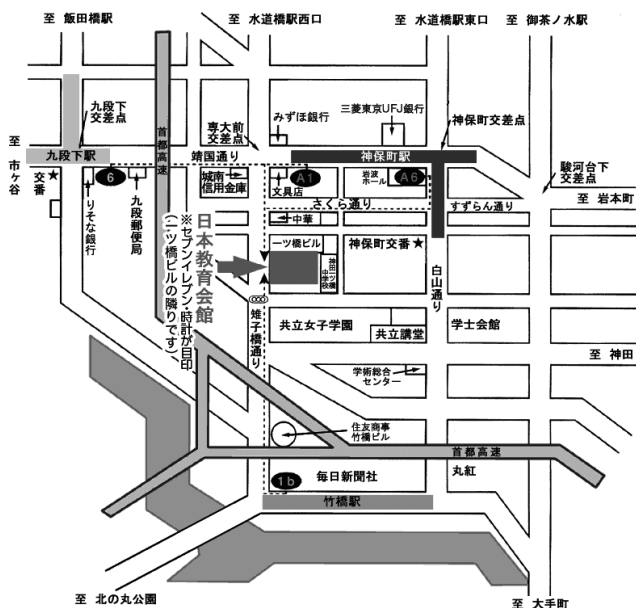 至 飯田橋駅
至 水道橋駅西口
至 水道橋駅東口
至 御茶ノ水駅
九段下
交差点
首都高速
専大前
交差点
みずほ銀行
三菱東京UFJ銀行
神保町交差点
至 市ヶ谷
九段下駅
靖国通り
神保町駅
駿河台下
交差点
交番★
6
城南
信用金庫
A1
文具店
岩波
ホール
A6
至 岩本町
りそな銀行
九段郵便局
さくら通り
すずらん通り
中華
日本教育会館
※セブンイレブン・時計が目印
(一ツ橋ビルの隣りです)
一ツ橋ビル
神田一ツ橋
中学校
神保町交番★
白山通り
雉子橋通り
共立女子学園
共立講堂
学士会館
至 神田
学術総合
センター
住友商事
竹橋ビル
首都高速
毎日新聞社
丸紅
1b
竹橋駅
至 北の丸公園
至 大手町